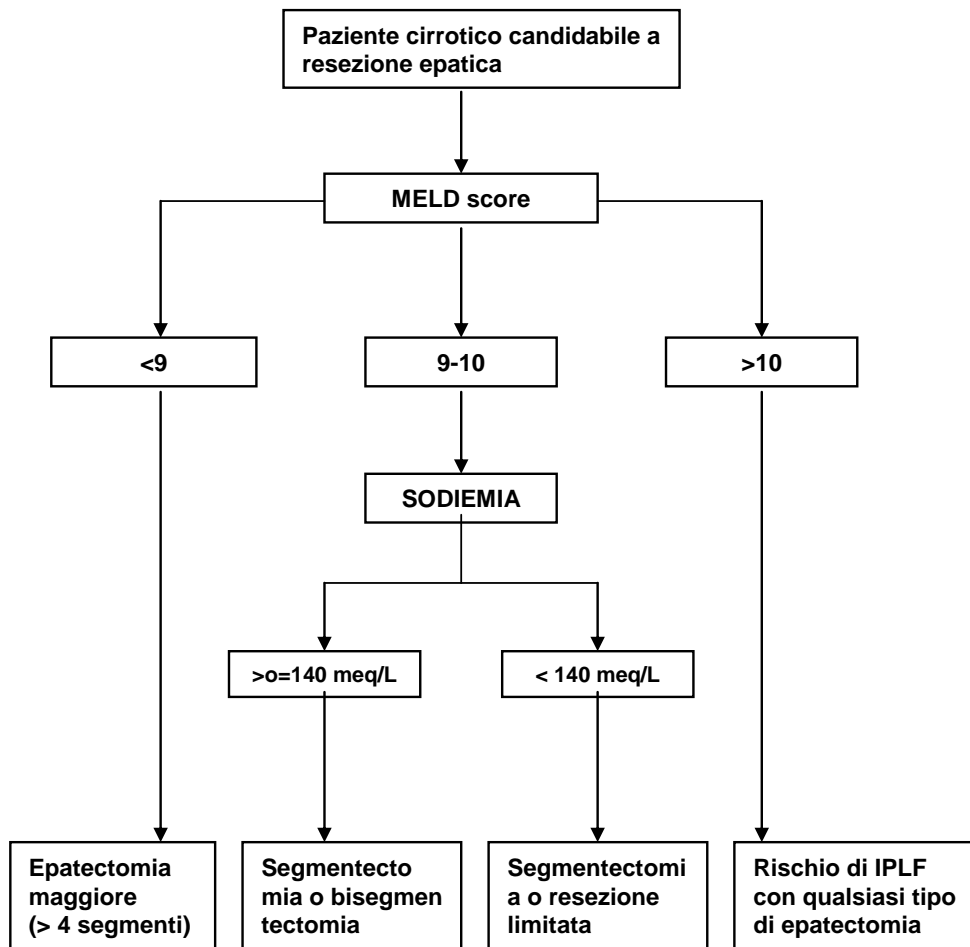 Paziente cirrotico candidabile a
resezione epatica
MELD score
<9
9-10
>10
SODIEMIA
>o=140 meq/L
< 140 meq/L
Epatectomia
maggiore
(> 4 segmenti)
Segmentecto
mia o bisegmen
tectomia
Segmentectomi
a o resezione
limitata
Rischio di IPLF
con qualsiasi tipo
di epatectomia